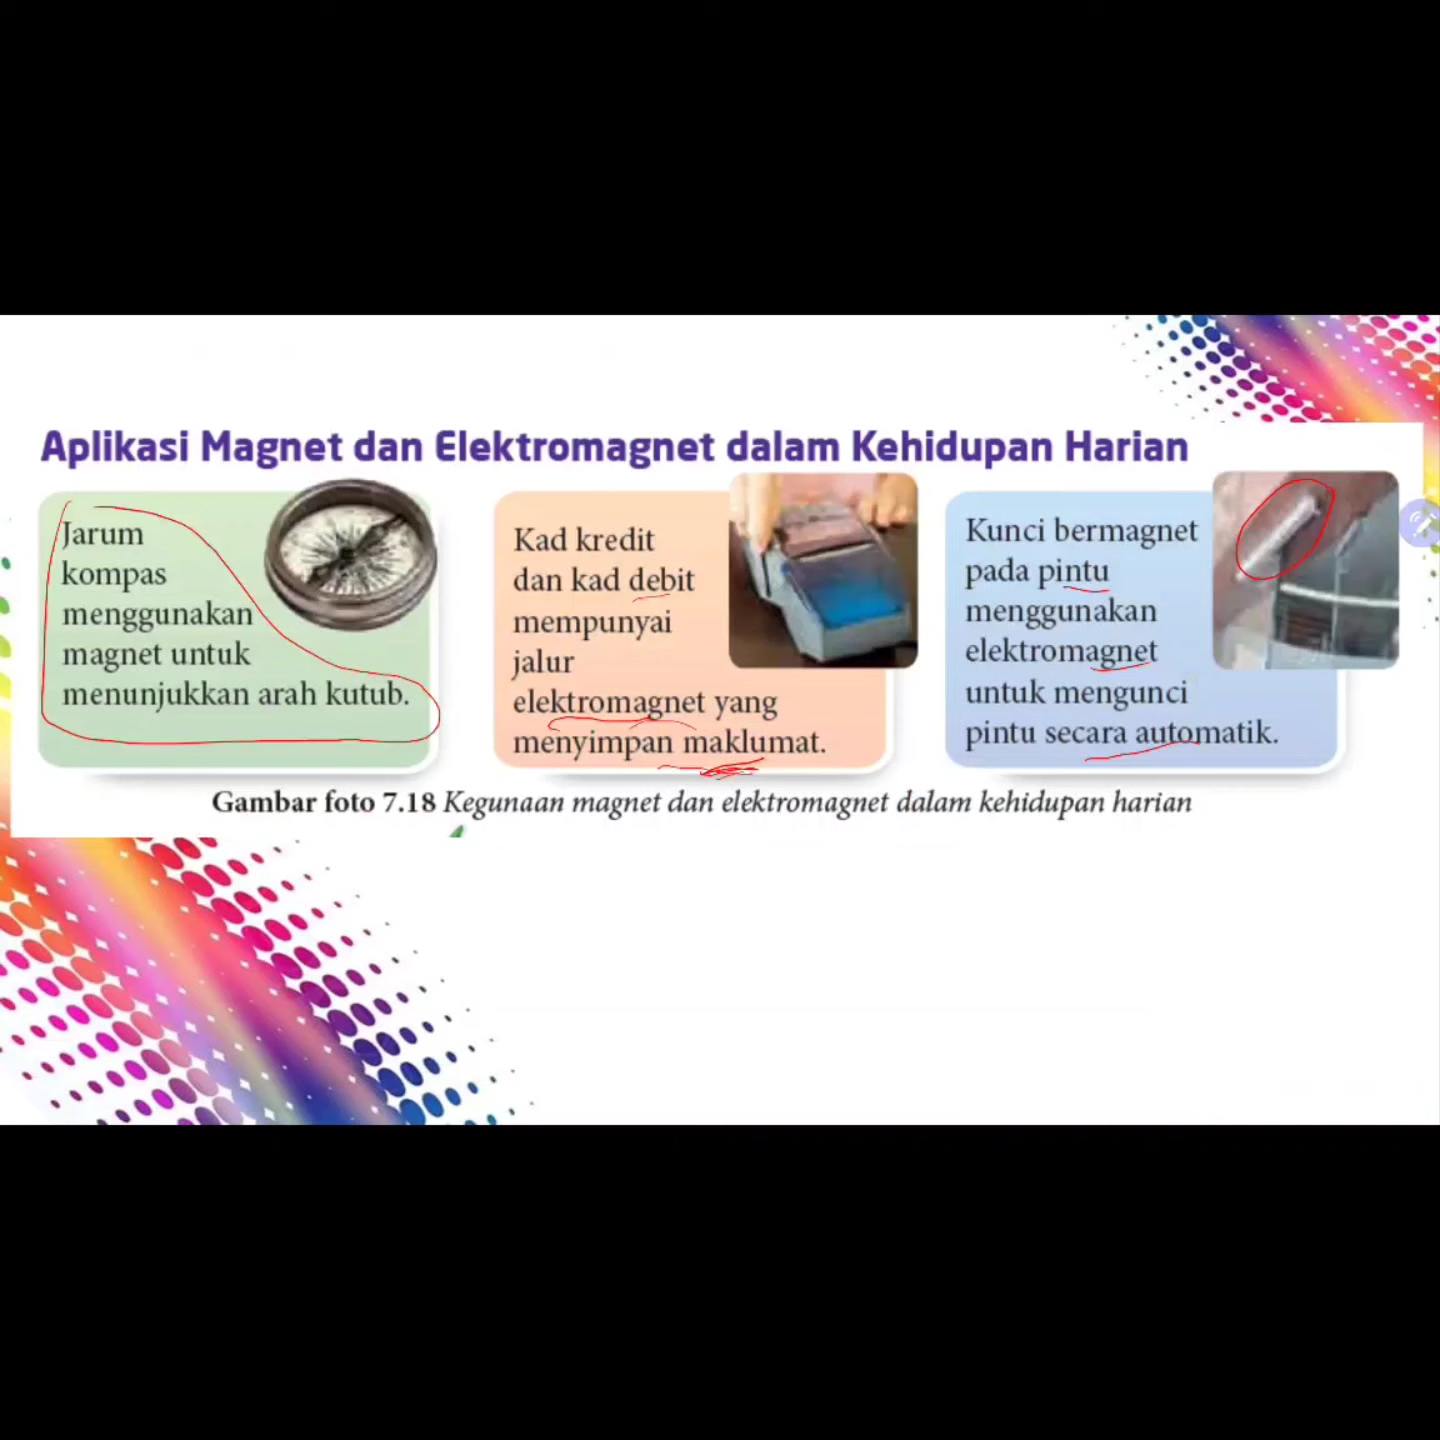 Aplikasi Magnet dan Elektromagnet dalam Kehidupan Harian
Jarum
kompas
menggunakan
magnet untuk
menunjukkan arah kutub.
Kad kredit
dan kad debit
mempunyai
jalur
elektromagnet yang
menyimpan maklumat.
Kunci bermagnet
pada pintu
menggunakan
elektromagnet
untuk mengunci
pintu secara automatik.
Gambar foto 7.18 Kegunaan magnet dan elektromagnet dalam kehidupan harian